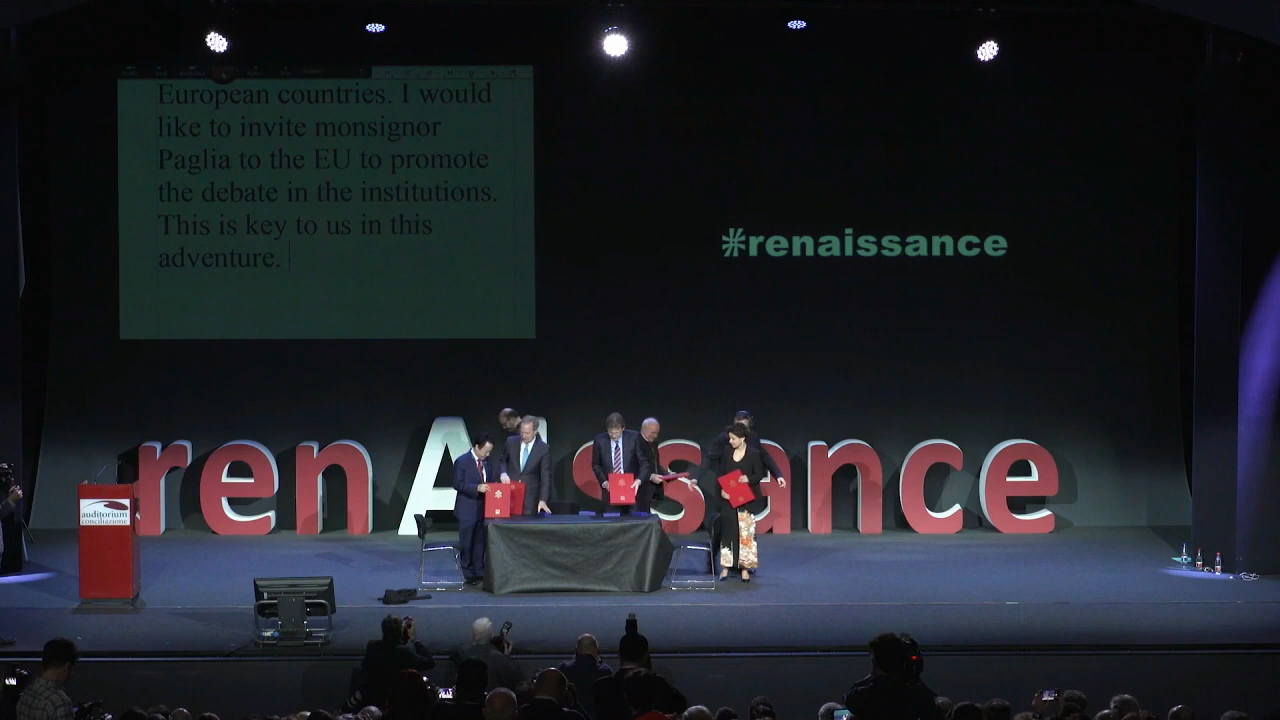 European countries. I would
like to invite monsignor
Paglia to the EU to promote
the debate in the institutions.
This is key to us in this
adventure.
#renaissance
renAIssance
auditorium
conciliazione